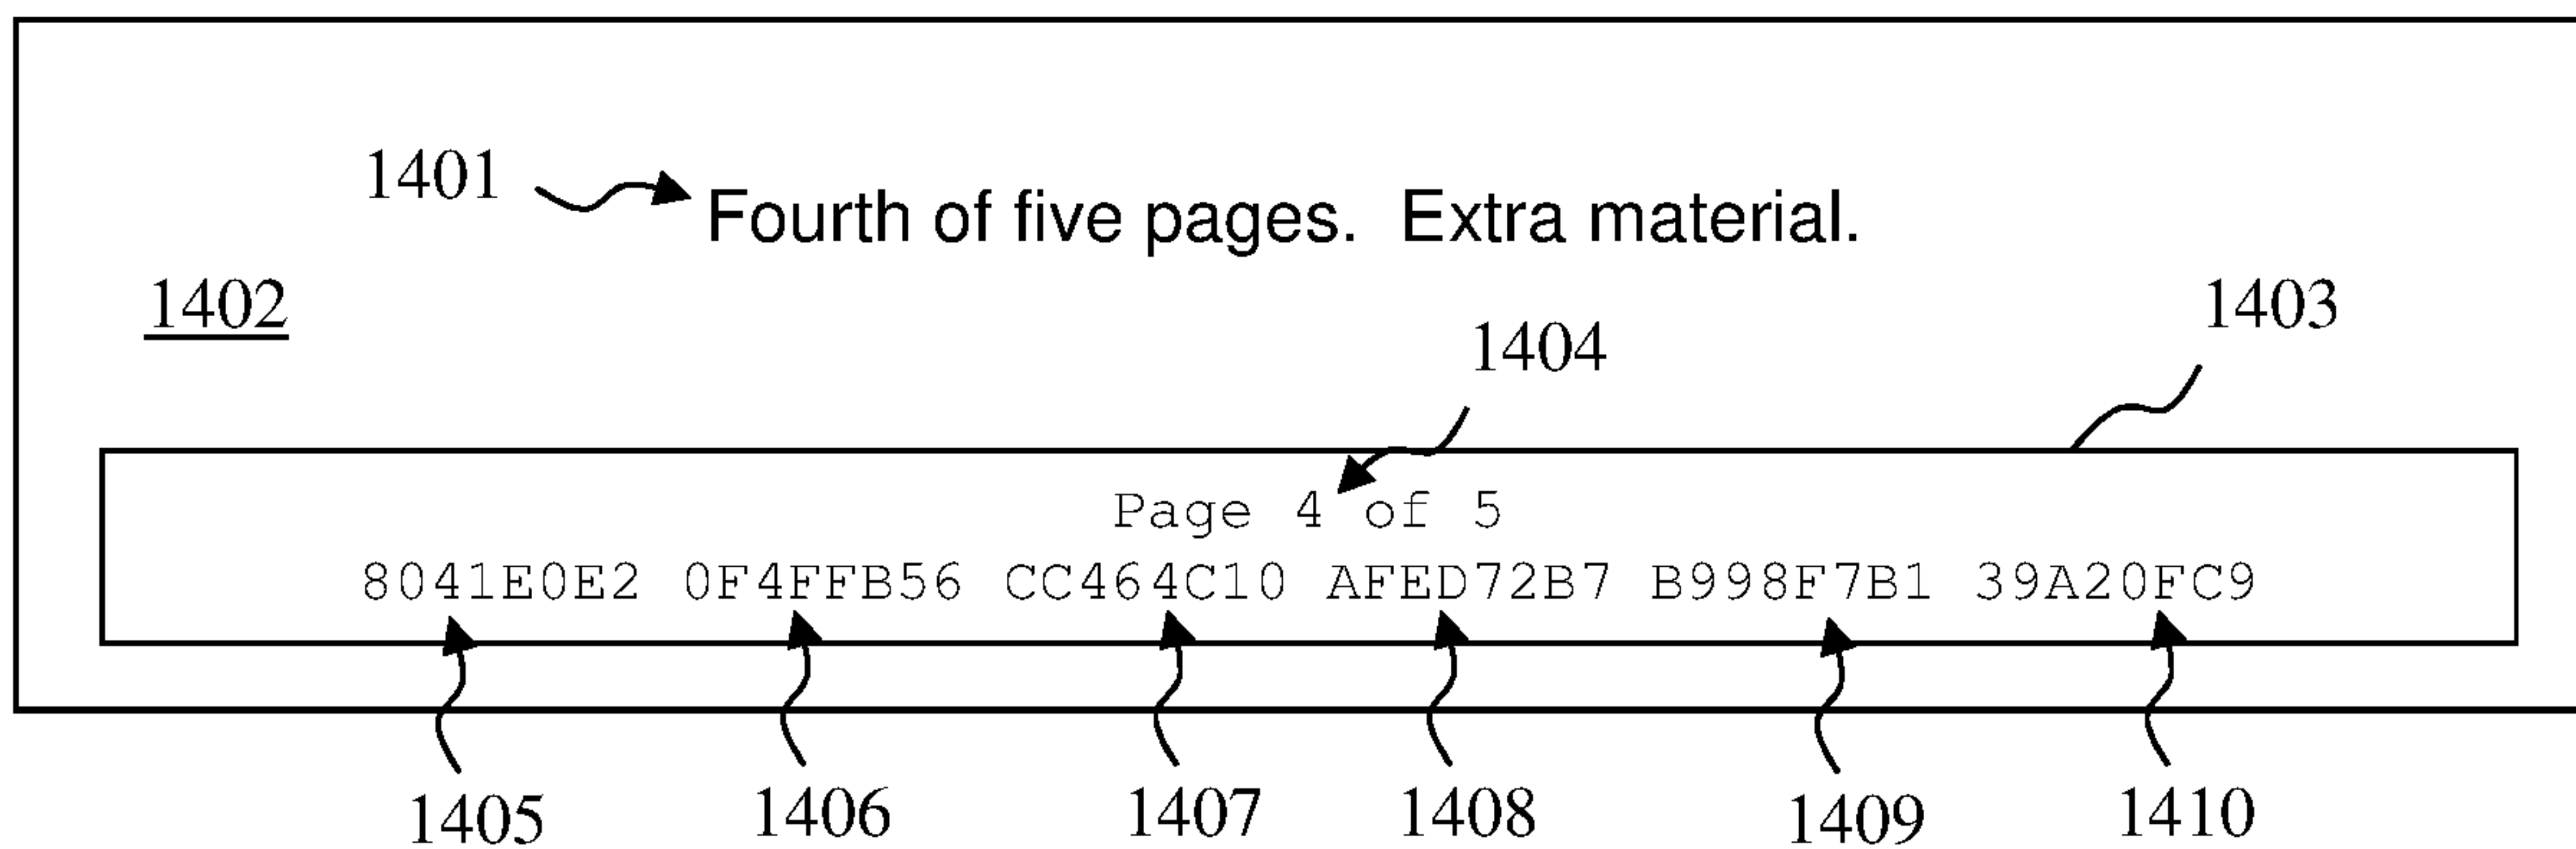 1401 Fourth of five pages. Extra material.
1402
1403
1404
Page 4 of 5
8041E0E2 0F4FFB56 CC464C10 AFED72B7 B998F7B1 39A20FC9
1405 1406 1407 1408 1409 1410